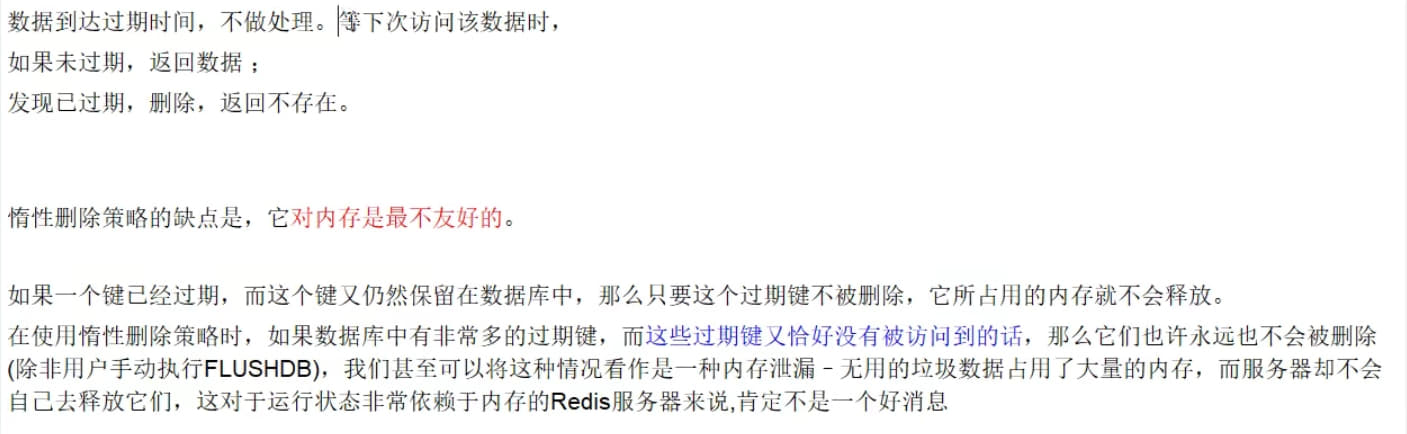 数据到达过期时间，不做处理。等下次访问该数据时，
如果未过期，返回数据；
发现已过期，删除，返回不存在。
惰性删除策略的缺点是，它对内存是最不友好的。
如果一个键已经过期，而这个键又仍然保留在数据库中，那么只要这个过期键不被删除，它所占用的内存就不会释放。
在使用惰性删除策略时，如果数据库中有非常多的过期键，而这些过期键又恰好没有被访问到的话，那么它们也许永远也不会被删除
(除非用户手动执行FLUSHDB)，我们甚至可以将这种情况看作是一种内存泄漏－无用的垃圾数据占用了大量的内存，而服务器却不会
自己去释放它们，这对于运行状态非常依赖于内存的Redis服务器来说,肯定不是一个好消息